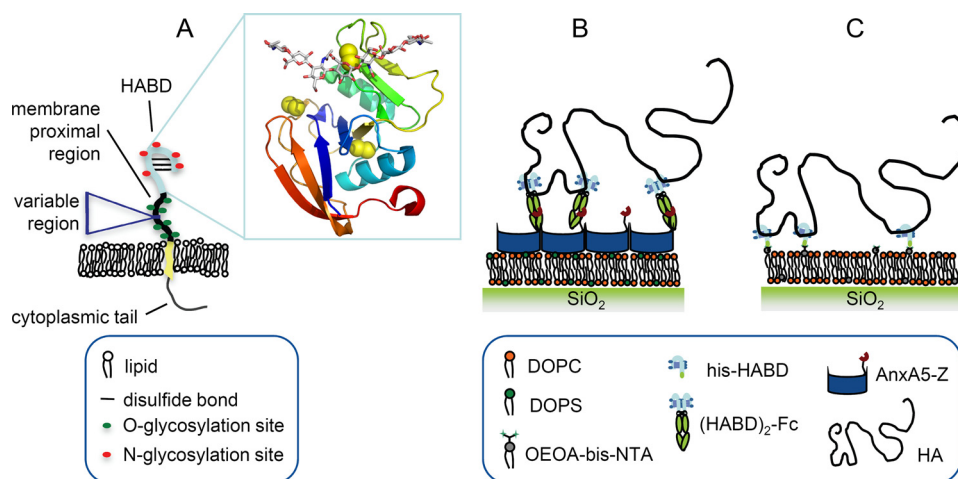 A
HABD
membrane
proximal
region
variable
region
cytoplasmic tail
lipid
disulfide bond
O-glycosylation site
N-glycosylation site
B
SiO₂
C
SiO₂
DOPC
DOPS
OEOA-bis-NTA
his-HABD
(HABD)₂-Fc
AnxA5-Z
HA